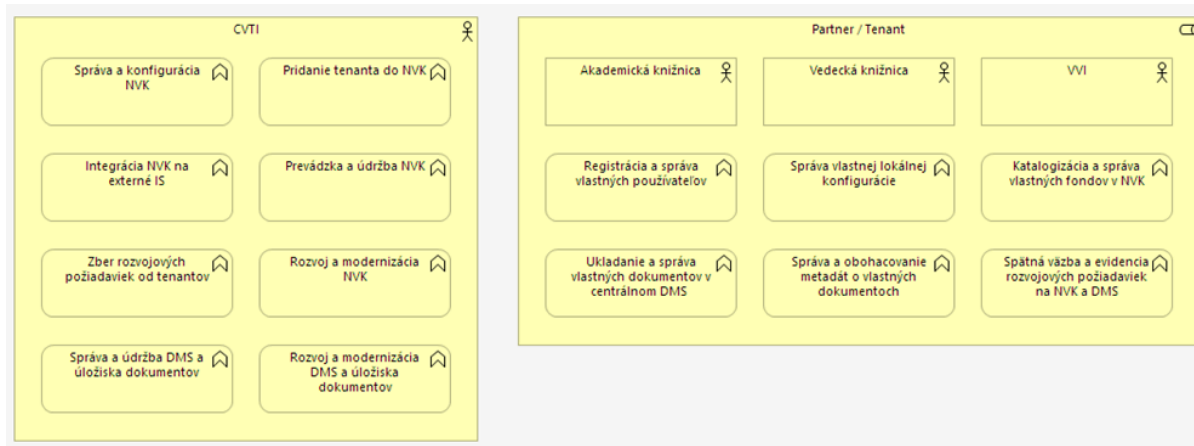 CVTI
Správa a konfigurácia
NVK
Pridanie tenanta do NVK
Integrácia NVK na
externé IS
Prevádzka a údržba NVK
Zber rozvojových
požiadaviek od tenantov
Rozvoj a modernizácia
NVK
Správa a údržba DMS a
úložiska dokumentov
Rozvoj a modernizácia
DMS a úložiska
dokumentov
Partner / Tenant
Akademická knižnica
Vedecká knižnica
VVI
Registrácia a správa
vlastných používateľov
Správa vlastnej lokálnej
konfigurácie
Katalogizácia a správa
vlastných fondov v NVK
Ukladanie a správa
vlastných dokumentov v
centrálnom DMS
Správa a obohacovanie
metadát o vlastných
dokumentoch
Spätná väzba a evidencia
rozvojových požiadaviek
na NVK a DMS